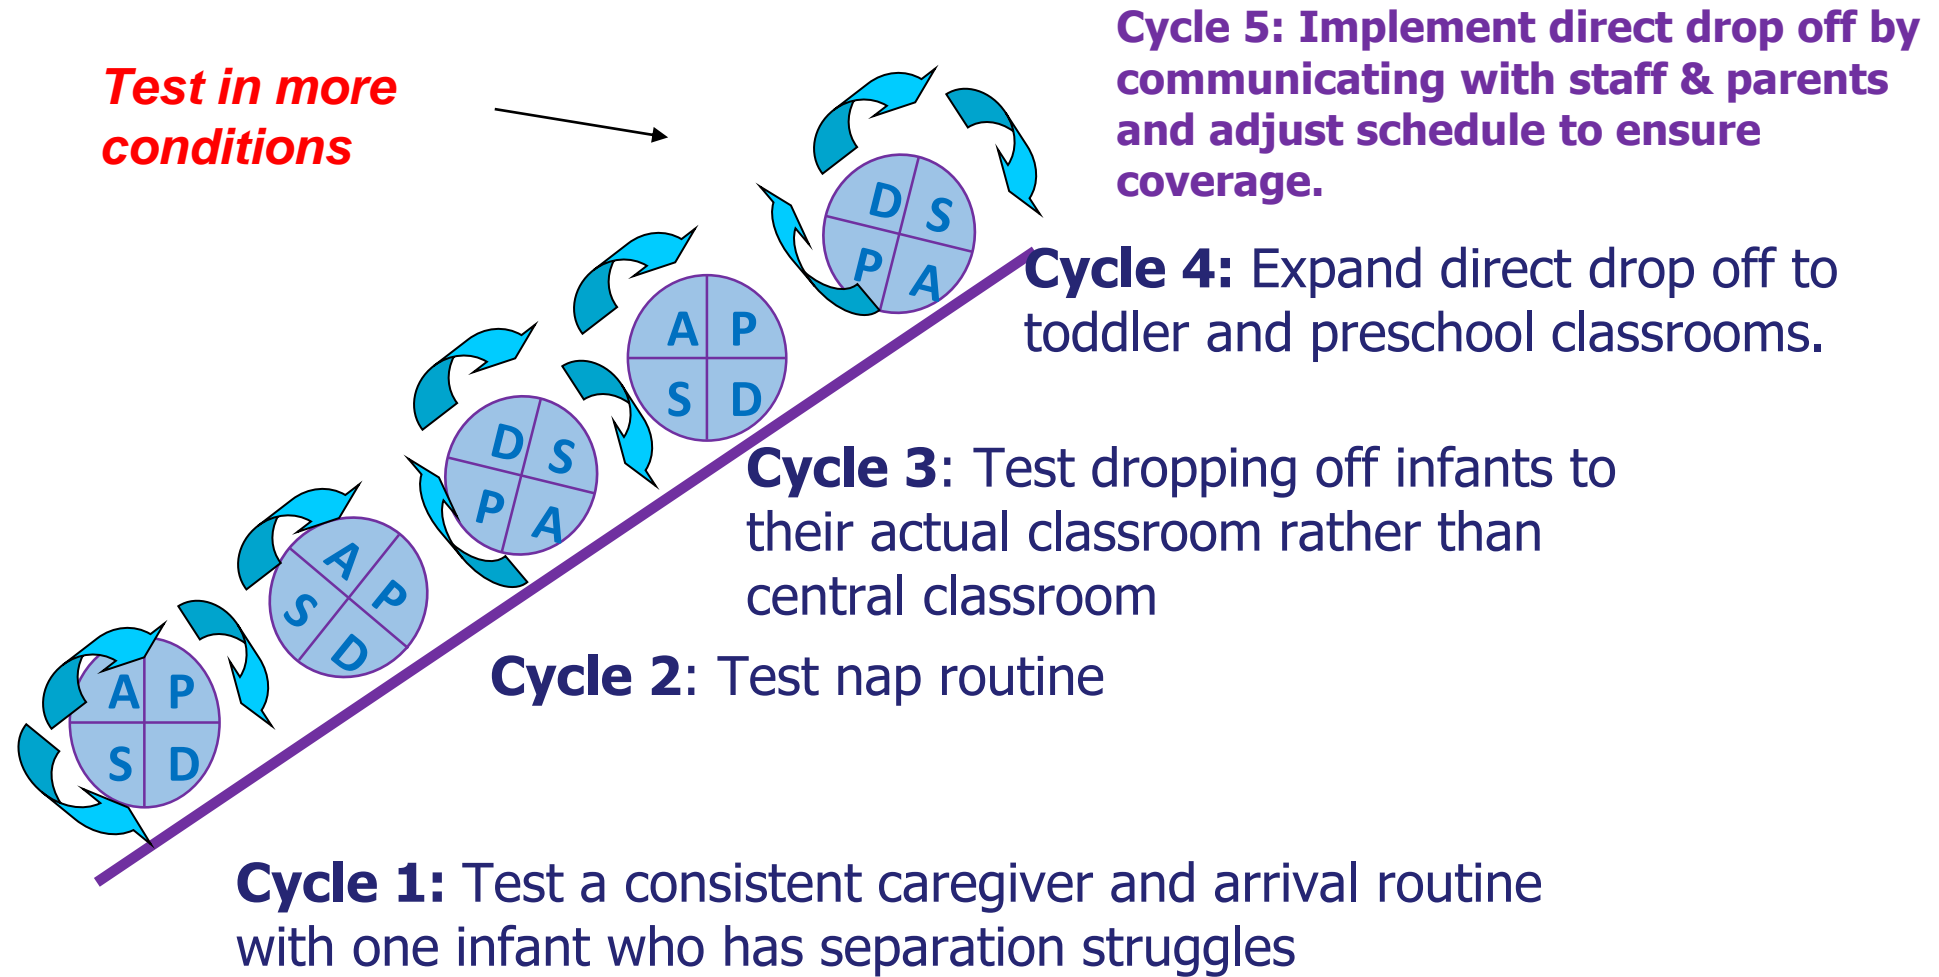 Test in more
conditions
Cycle 5: Implement direct drop off by
communicating with staff & parents
and adjust schedule to ensure
coverage.
D S
P A
Cycle 4: Expand direct drop off to
toddler and preschool classrooms.
A P
S D
D S
P A
Cycle 3: Test dropping off infants to
their actual classroom rather than
central classroom
A P
S D
Cycle 2: Test nap routine
A P
S D
Cycle 1: Test a consistent caregiver and arrival routine
with one infant who has separation struggles